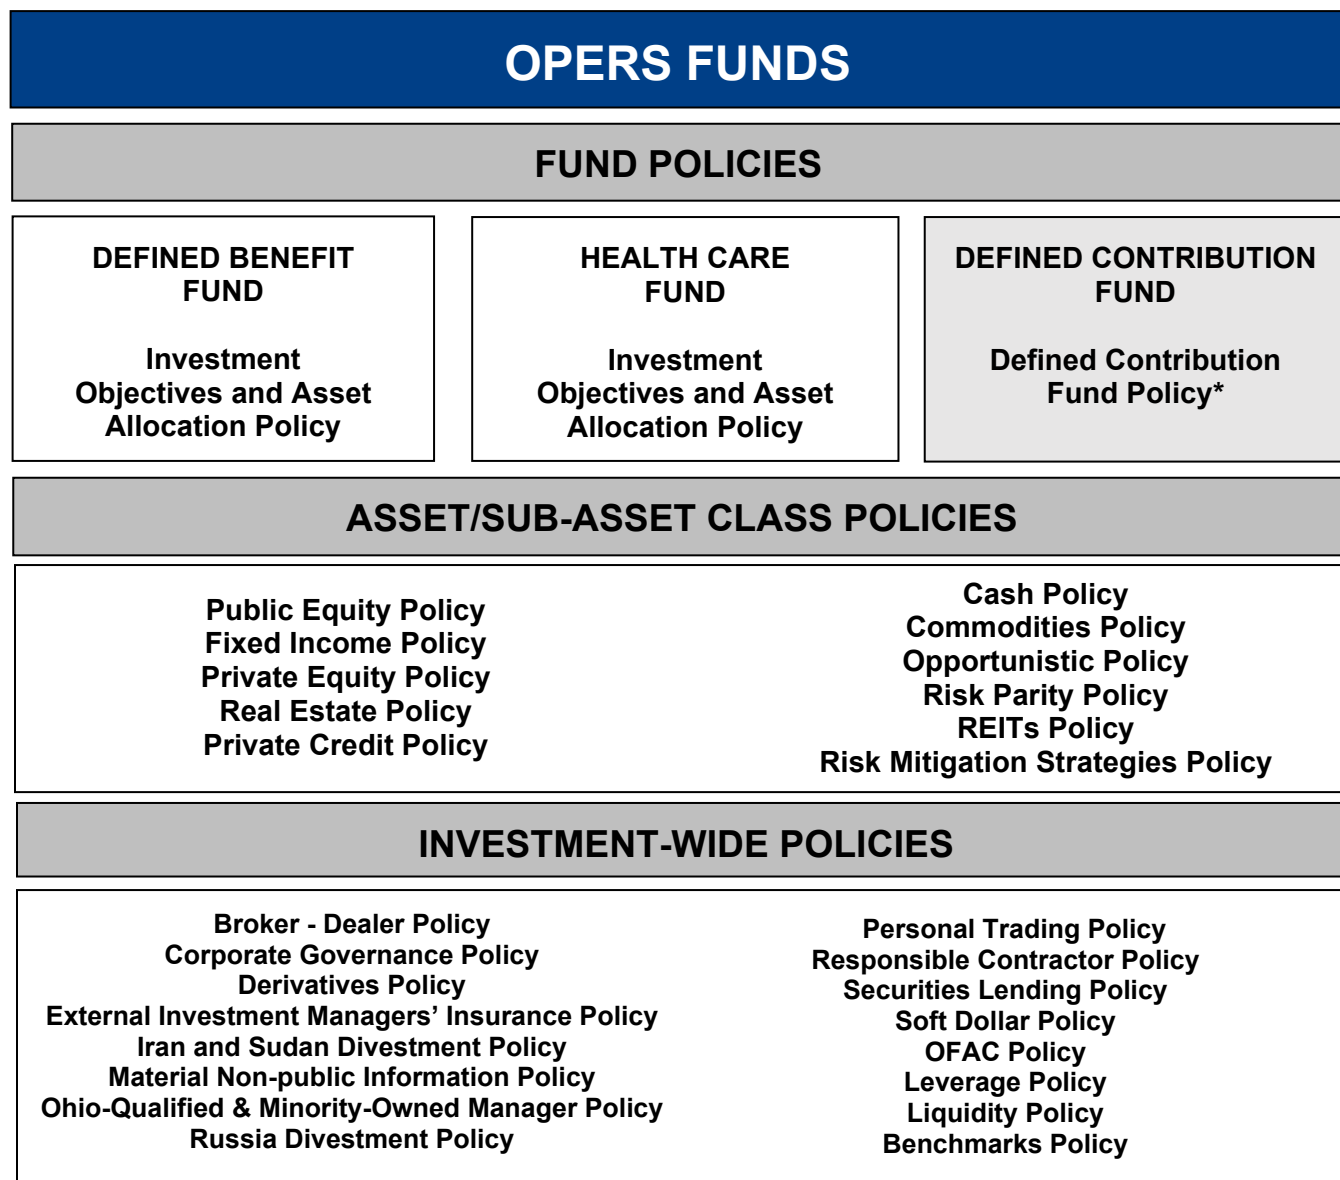 OPERS FUNDS
FUND POLICIES
DEFINED BENEFIT
FUND
Investment
Objectives and Asset
Allocation Policy
HEALTH CARE
FUND
Investment
Objectives and Asset
Allocation Policy
DEFINED CONTRIBUTION
FUND
Defined Contribution
Fund Policy*
ASSET/SUB-ASSET CLASS POLICIES
Public Equity Policy
Fixed Income Policy
Private Equity Policy
Real Estate Policy
Private Credit Policy
Cash Policy
Commodities Policy
Opportunistic Policy
Risk Parity Policy
REITs Policy
Risk Mitigation Strategies Policy
INVESTMENT-WIDE POLICIES
Broker - Dealer Policy
Corporate Governance Policy
Derivatives Policy
External Investment Managers’ Insurance Policy
Iran and Sudan Divestment Policy
Material Non-public Information Policy
Ohio-Qualified & Minority-Owned Manager Policy
Russia Divestment Policy
Personal Trading Policy
Responsible Contractor Policy
Securities Lending Policy
Soft Dollar Policy
OFAC Policy
Leverage Policy
Liquidity Policy
Benchmarks Policy